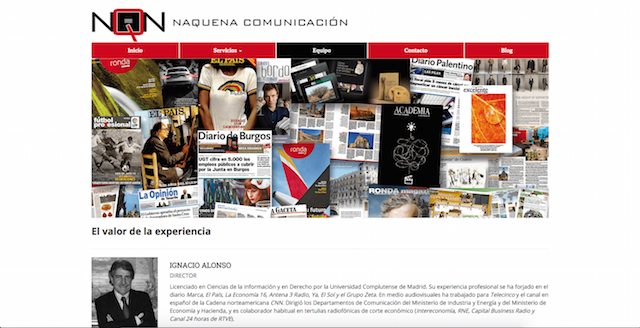 NQN NAQUENA COMUNICACIÓN
Inicio Servicios Equipo Contacto Blog
ronda
EL PAIS
bordo
Diario Palentino
excelente
EL PAIS
fútbol profesional
Diario de Burgos
UGT cifra en 5.000 los empleos públicos a cubrir por la Junta en Burgos
ACADEMIA
ronda
La Opinión
LA GACETA
RONDA magazine
El valor de la experiencia
IGNACIO ALONSO
DIRECTOR
Licenciado en Ciencias de la Información y en Derecho por la Universidad Complutense de Madrid. Su experiencia profesional se ha forjado en el
diario Marca, El País, La Economía 16, Antena 3 Radio, Ya, El Sol y el Grupo Zeta. En medio audiovisuales ha trabajado para Telecinco y el canal en
español de la Cadena norteamericana CNN. Dirigió los Departamentos de Comunicación del Ministerio de Industria y Energía y del Ministerio de
Economía y Hacienda, y es colaborador habitual en tertulias radiofónicas de corte económico (Intereconomía, RNE, Capital Business Radio y
Canal 24 horas de RTVE).